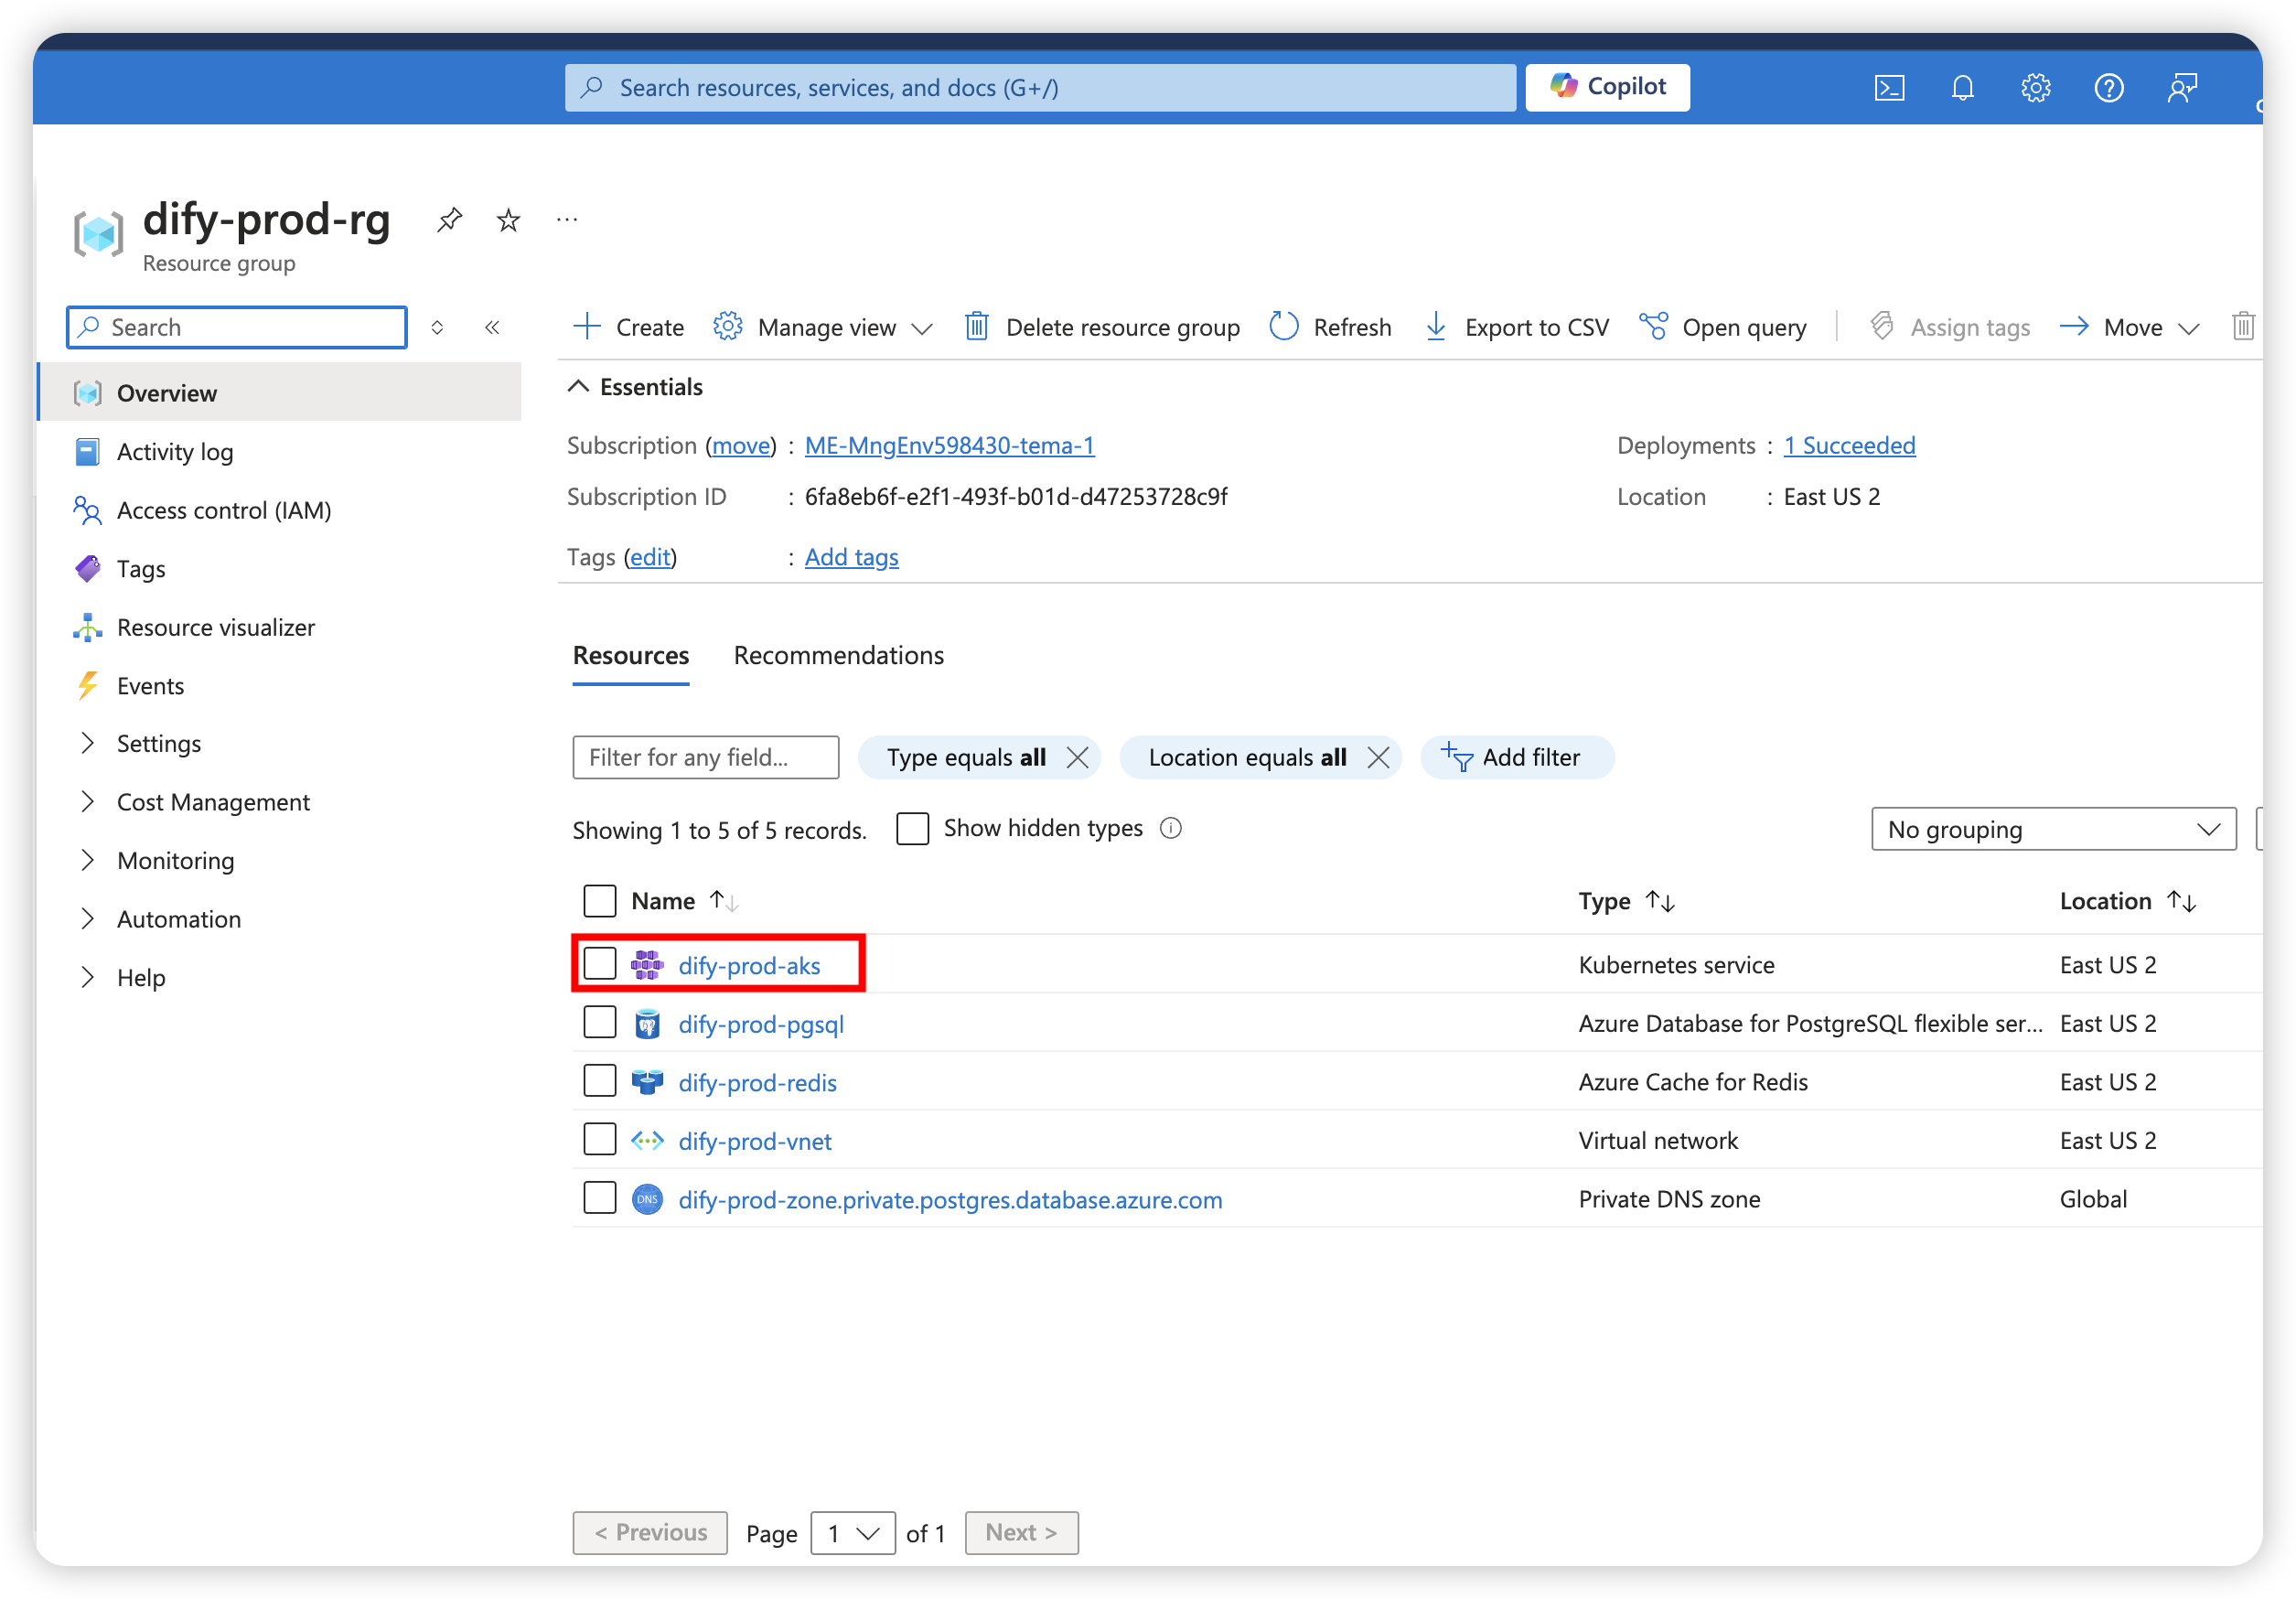 Search resources, services, and docs (G+/)
Copilot
dify-prod-rg
Resource group
Search
Create
Manage view
Delete resource group
Refresh
Export to CSV
Open query
Assign tags
Move
Overview
Activity log
Access control (IAM)
Tags
Resource visualizer
Events
Settings
Cost Management
Monitoring
Automation
Help
Essentials
Subscription (move) : ME-MngEnv598430-tema-1
Deployments : 1 Succeeded
Subscription ID : 6fa8eb6f-e2f1-493f-b01d-d47253728c9f
Location : East US 2
Tags (edit) : Add tags
Resources
Recommendations
Filter for any field...
Type equals all
Location equals all
Add filter
Showing 1 to 5 of 5 records.
Show hidden types
No grouping
Name Type Location
dify-prod-aks Kubernetes service East US 2
dify-prod-pgsql Azure Database for PostgreSQL flexible ser... East US 2
dify-prod-redis Azure Cache for Redis East US 2
dify-prod-vnet Virtual network East US 2
DNS dify-prod-zone.private.postgres.database.azure.com Private DNS zone Global
< Previous Page 1 of 1 Next >